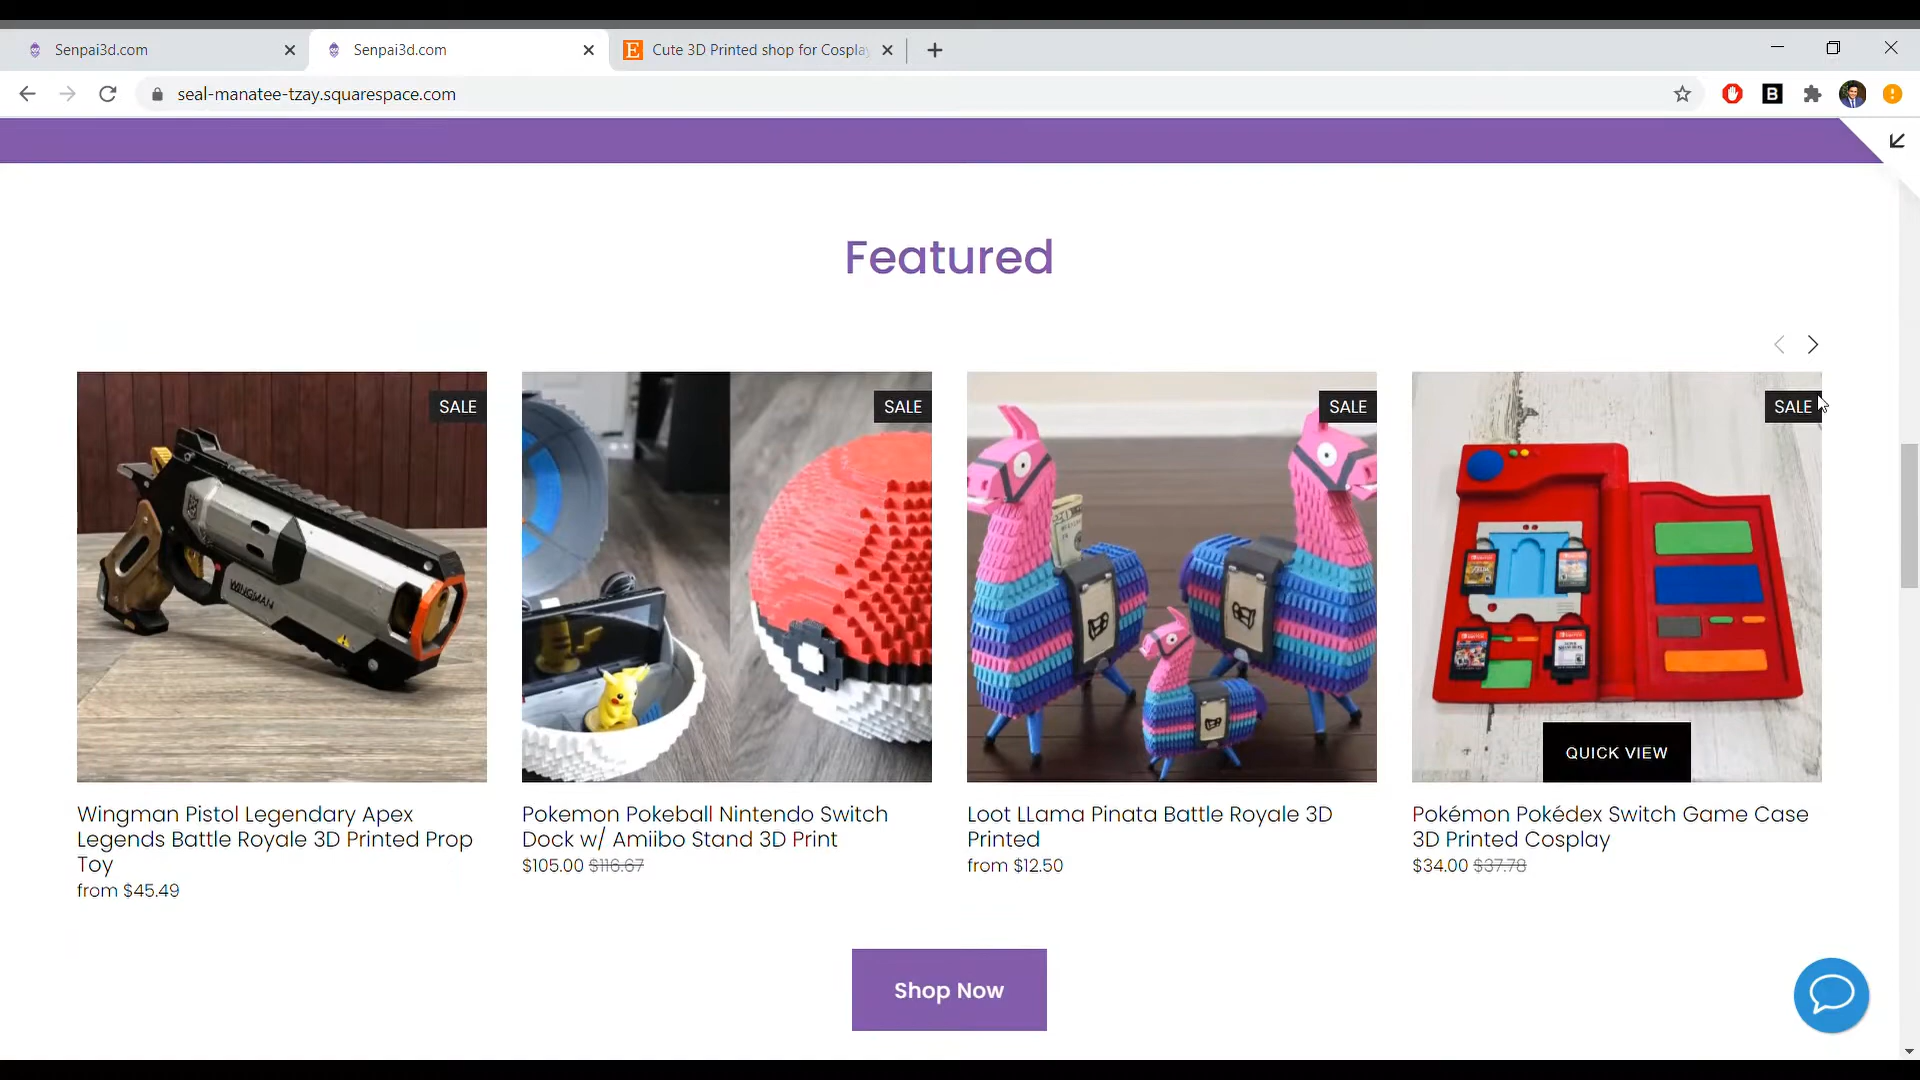 Senpai3d.com
Senpai3d.com
E
Cute 3D Printed shop for Cospla
seal-manatee-tzay.squarespace.com
B
Featured
SALE
SALE
SALE
SALE
WINGMAN
QUICK VIEW
Wingman Pistol Legendary Apex
Legends Battle Royale 3D Printed Prop
Toy
from $45.49
Pokemon Pokeball Nintendo Switch
Dock w/ Amiibo Stand 3D Print
$105.00 $116.67
Loot LLama Pinata Battle Royale 3D
Printed
from $12.50
Pokémon Pokédex Switch Game Case
3D Printed Cosplay
$34.00 $37.78
Shop Now